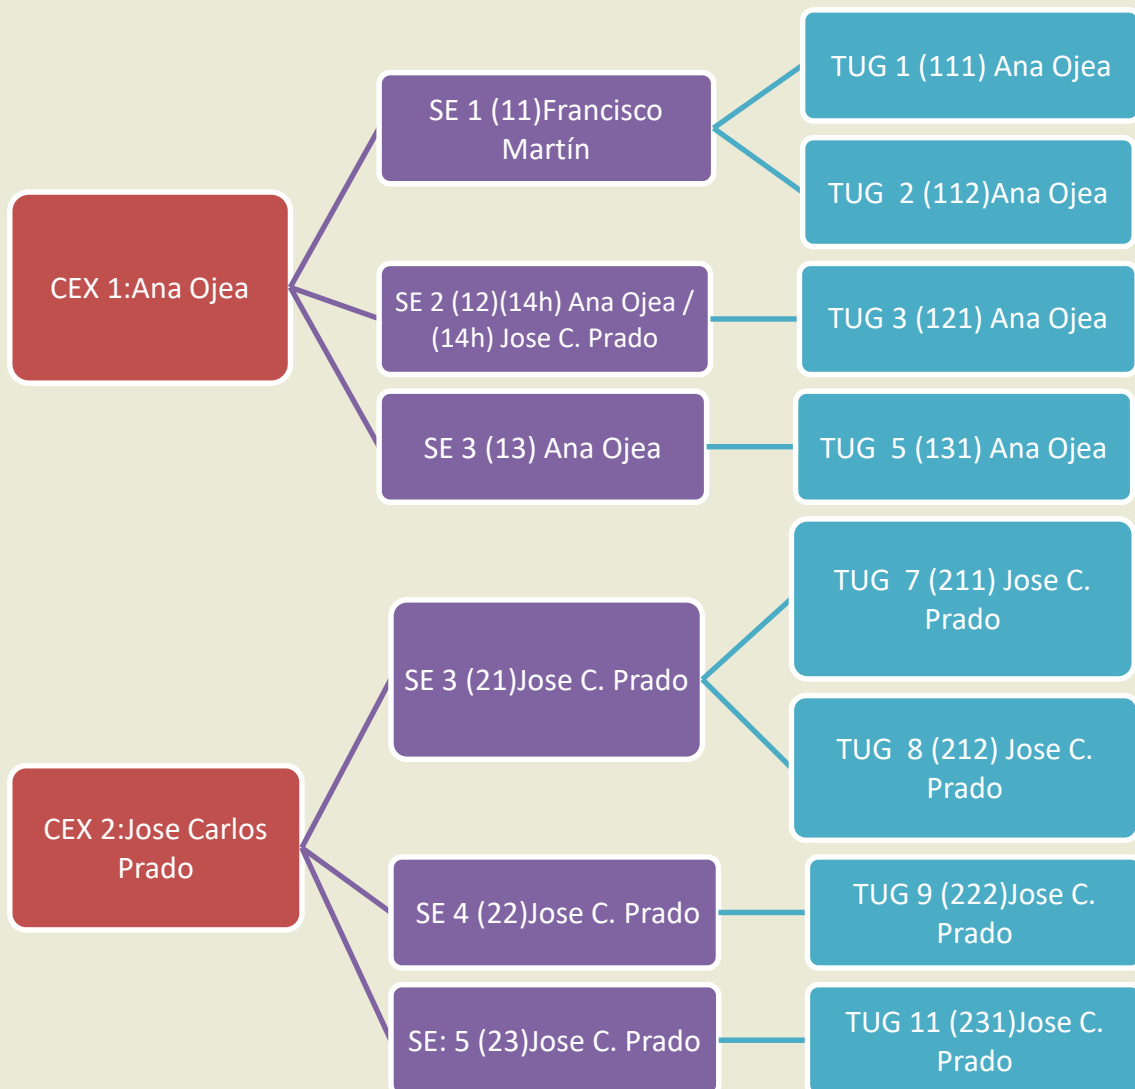 CEX 1:Ana Ojea
SE 1 (11)Francisco
Martín
TUG 1 (111) Ana Ojea
TUG 2 (112)Ana Ojea
SE 2 (12)(14h) Ana Ojea /
(14h) Jose C. Prado
TUG 3 (121) Ana Ojea
SE 3 (13) Ana Ojea
TUG 5 (131) Ana Ojea
CEX 2:Jose Carlos
Prado
SE 3 (21)Jose C. Prado
TUG 7 (211) Jose C.
Prado
TUG 8 (212) Jose C.
Prado
SE 4 (22)Jose C. Prado
TUG 9 (222)Jose C.
Prado
SE: 5 (23)Jose C. Prado
TUG 11 (231)Jose C.
Prado